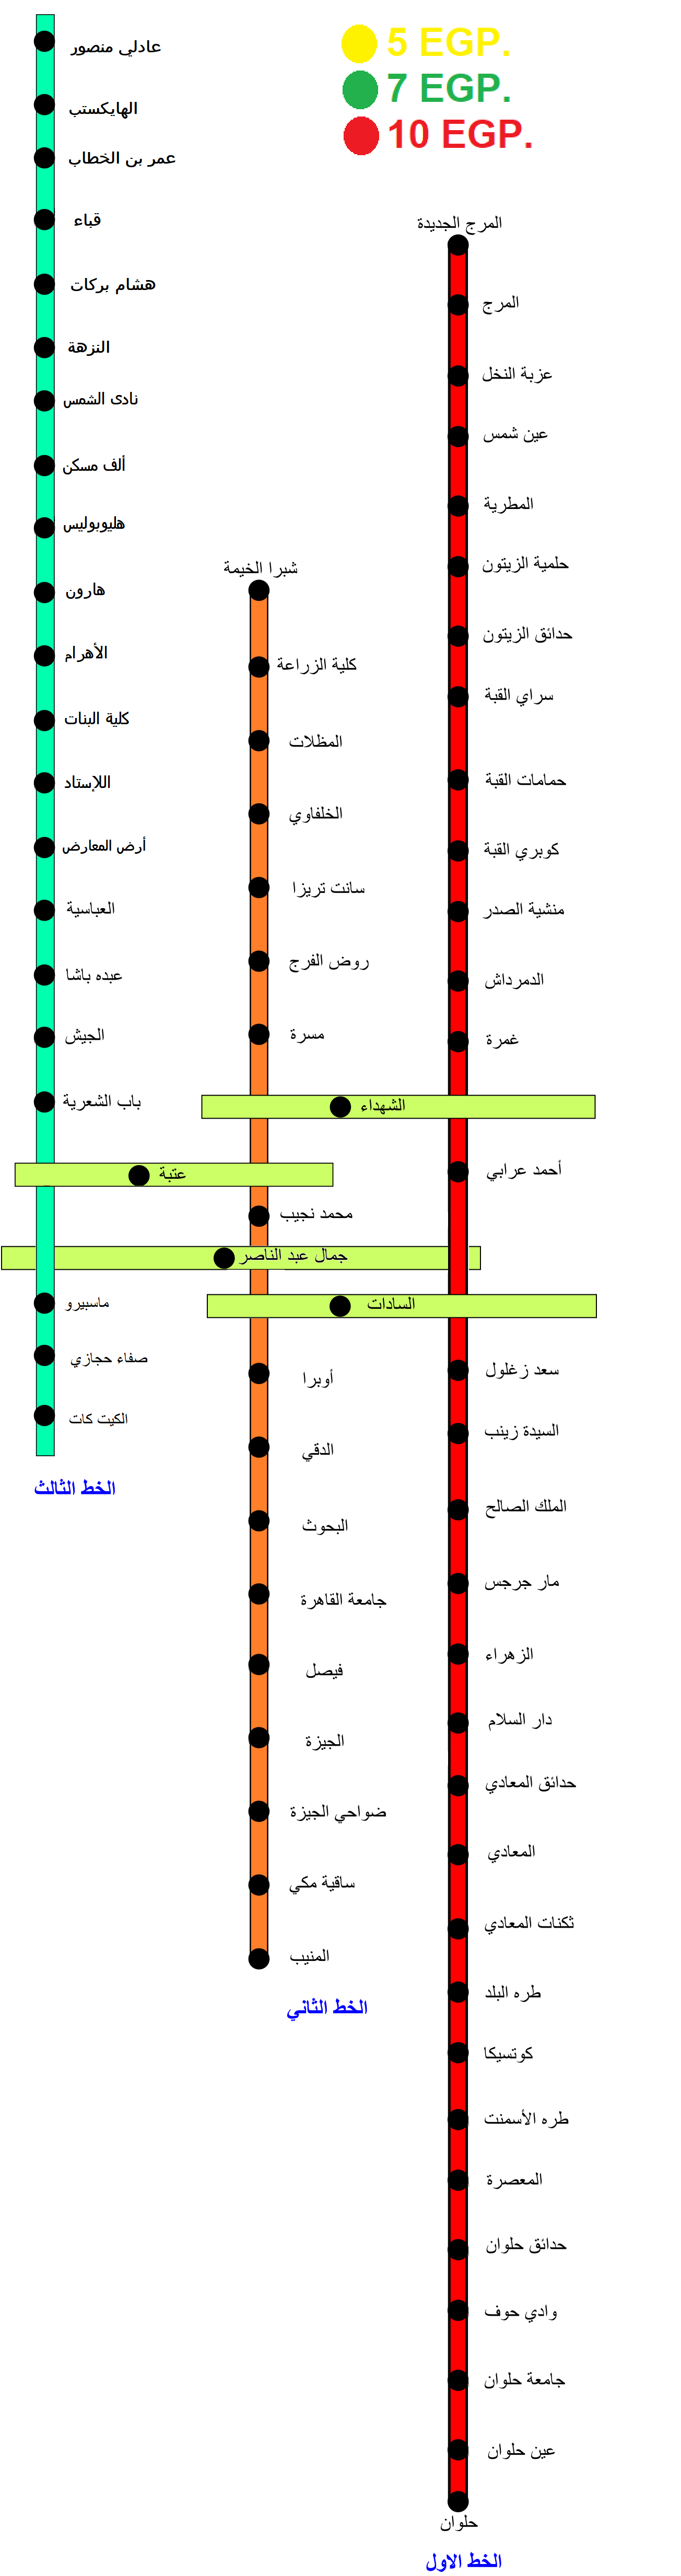 5 EGP.
7 EGP.
10 EGP.
عادلي منصور
الهايكستب
عمر بن الخطاب
قباء
هشام بركات
النزهة
نادى الشمس
ألف مسكن
هليوبوليس
هارون
الأهرام
كلية البنات
اللإستاد
أرض المعارض
العباسية
عبده باشا
الجيش
باب الشعرية
عتبة
جمال عبد الناصر
ماسبيرو
صفاء حجازي
الكيت كات
الخط الثالث
شبرا الخيمة
كلية الزراعة
المظلات
الخلفاوي
سانت تريزا
روض الفرج
مسرة
الشهداء
محمد نجيب
السادات
أوبرا
الدقي
البحوث
جامعة القاهرة
فيصل
الجيزة
ضواحي الجيزة
ساقية مكي
المنيب
الخط الثاني
المرج الجديدة
المرج
عزبة النخل
عين شمس
المطرية
حلمية الزيتون
حدائق الزيتون
سراي القبة
حمامات القبة
كوبري القبة
منشية الصدر
الدمرداش
غمرة
أحمد عرابي
سعد زغلول
السيدة زينب
الملك الصالح
مار جرجس
الزهراء
دار السلام
حدائق المعادي
المعادي
ثكنات المعادي
طره البلد
كوتسيكا
طره الأسمنت
المعصرة
حدائق حلوان
وادي حوف
جامعة حلوان
عين حلوان
حلوان
الخط الاول